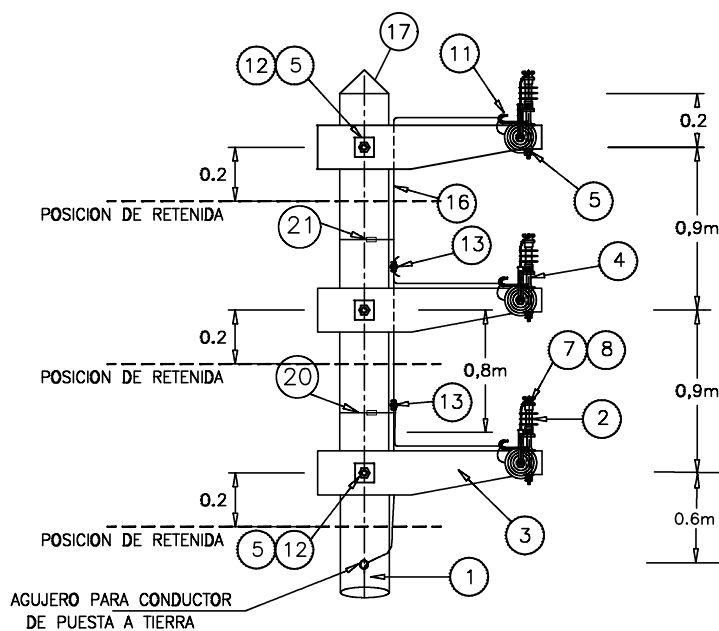 17
12 5
11
0.2
0.2
5
16
POSICION DE RETENIDA
21
13
0,9m
4
0.2
POSICION DE RETENIDA
0,8m
7 8
20
13
2
0,9m
0.2
3
0.6m
POSICION DE RETENIDA
5 12
1
AGUJERO PARA CONDUCTOR
DE PUESTA A TIERRA